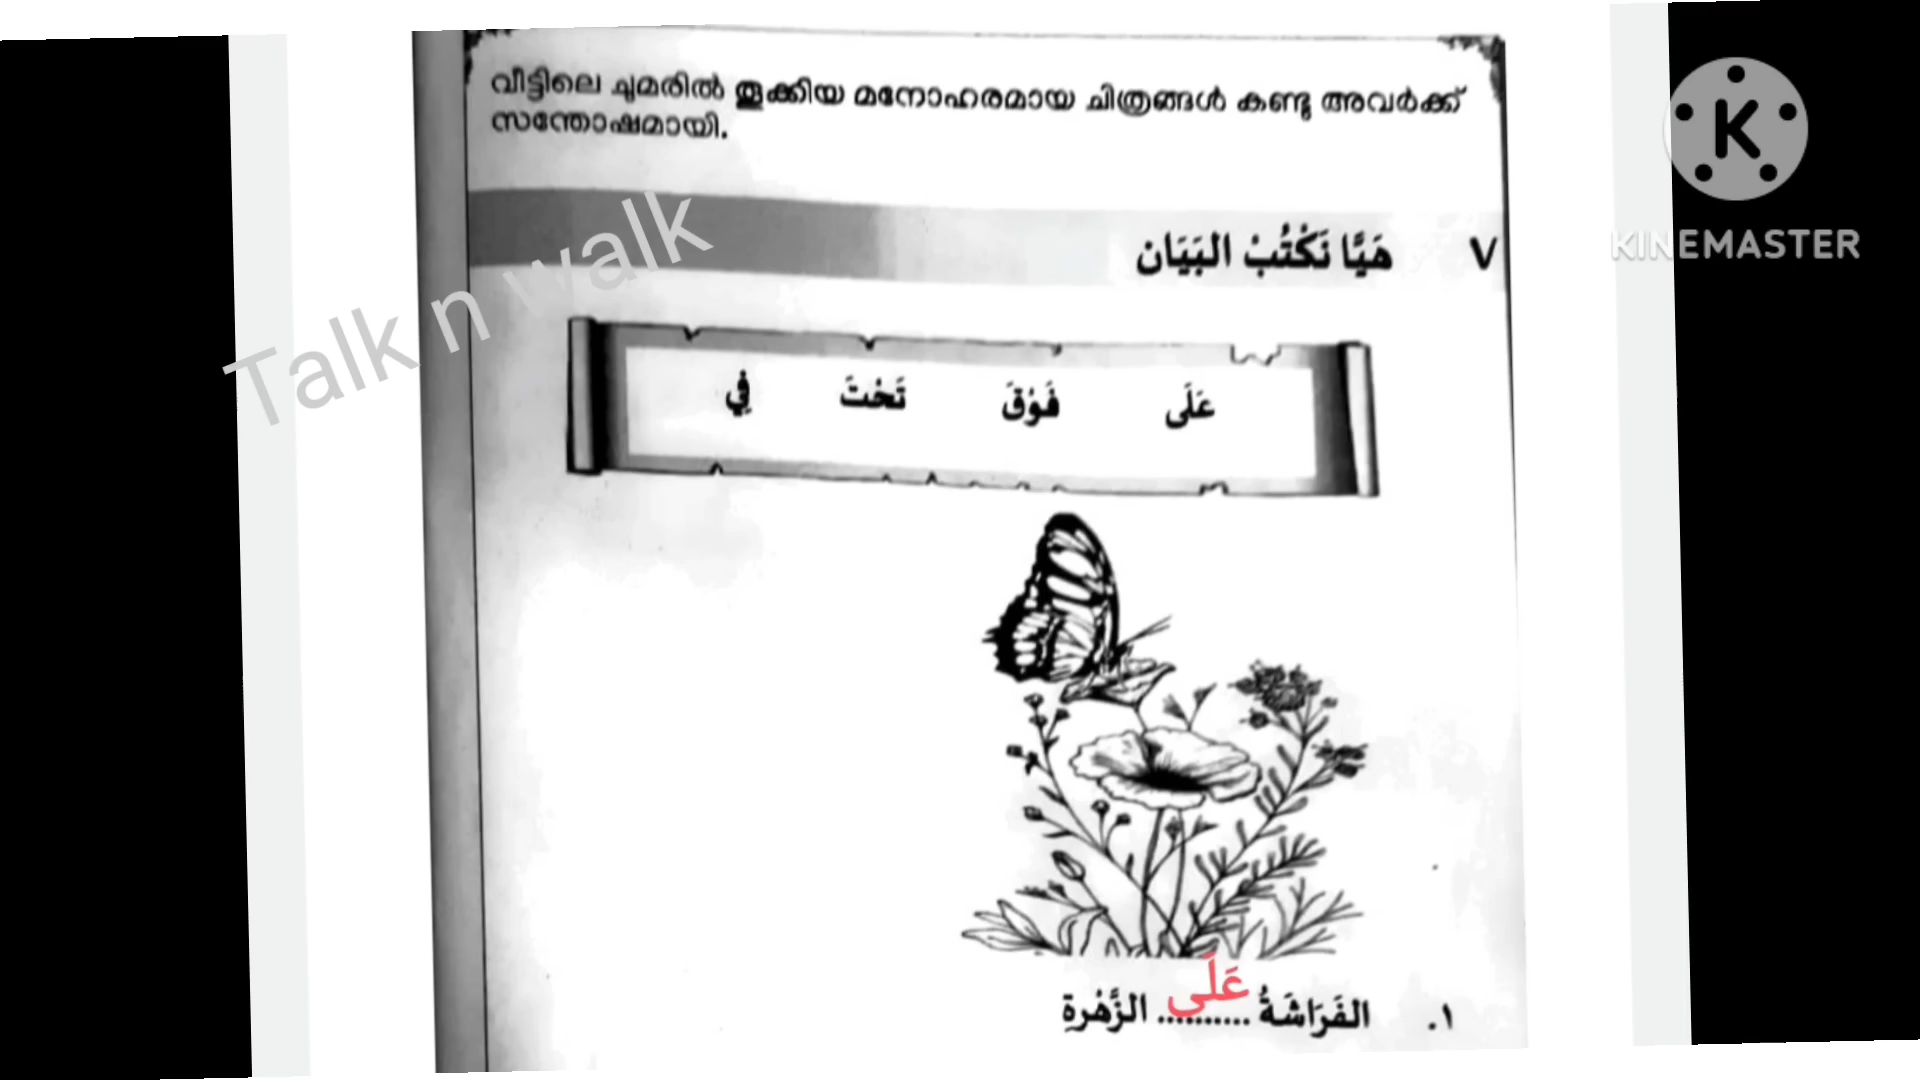 വീട്ടിലെ ചുമരിൽ തൂക്കിയ മനോഹരമായ ചിത്രങ്ങൾ കണ്ടു അവർക്ക്
സന്തോഷമായി.
K
KINEMASTER
Talk n walk
٧ هَيَّا نَكْتُبْ البَيَان
عَلَى فَوْقَ تَحْتَ فِي
١. الفَرَاشَةُ .......... الزَّهْرَةِ
عَلَى